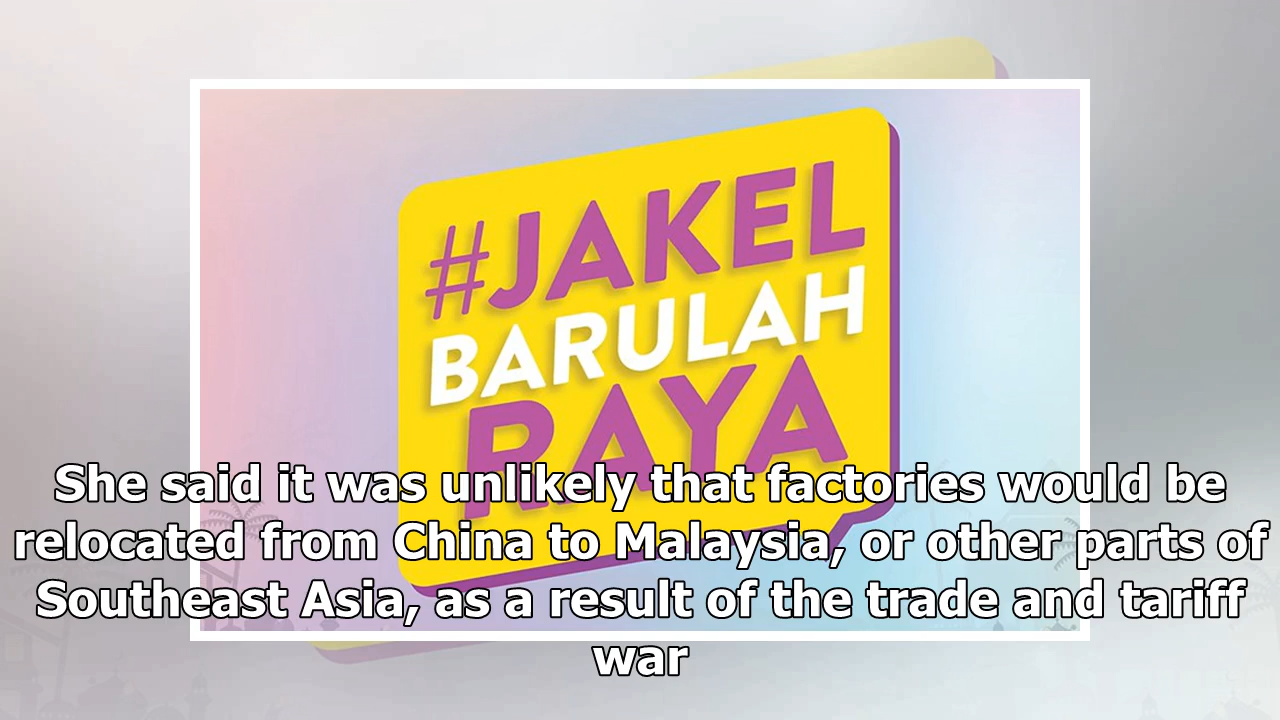 #JAKEL
BARULAH
RAYA
She said it was unlikely that factories would be
relocated from China to Malaysia, or other parts of
Southeast Asia, as a result of the trade and tariff
war